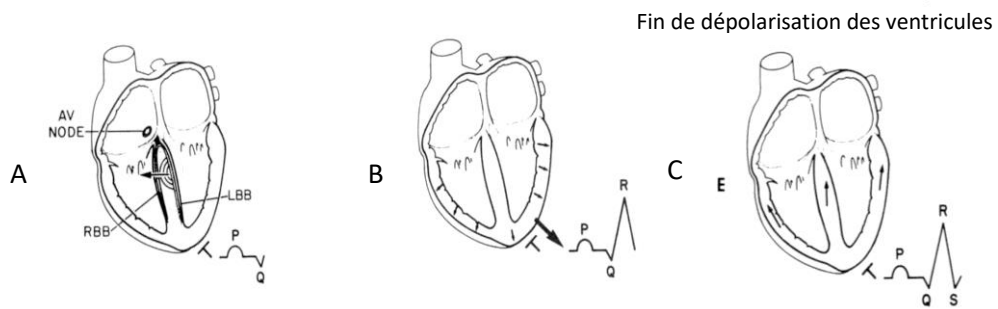 Fin de dépolarisation des ventricules
A
AV
NODE
RBB
LBB
P
Q
B
P
Q
R
C
E
P
Q
R
S